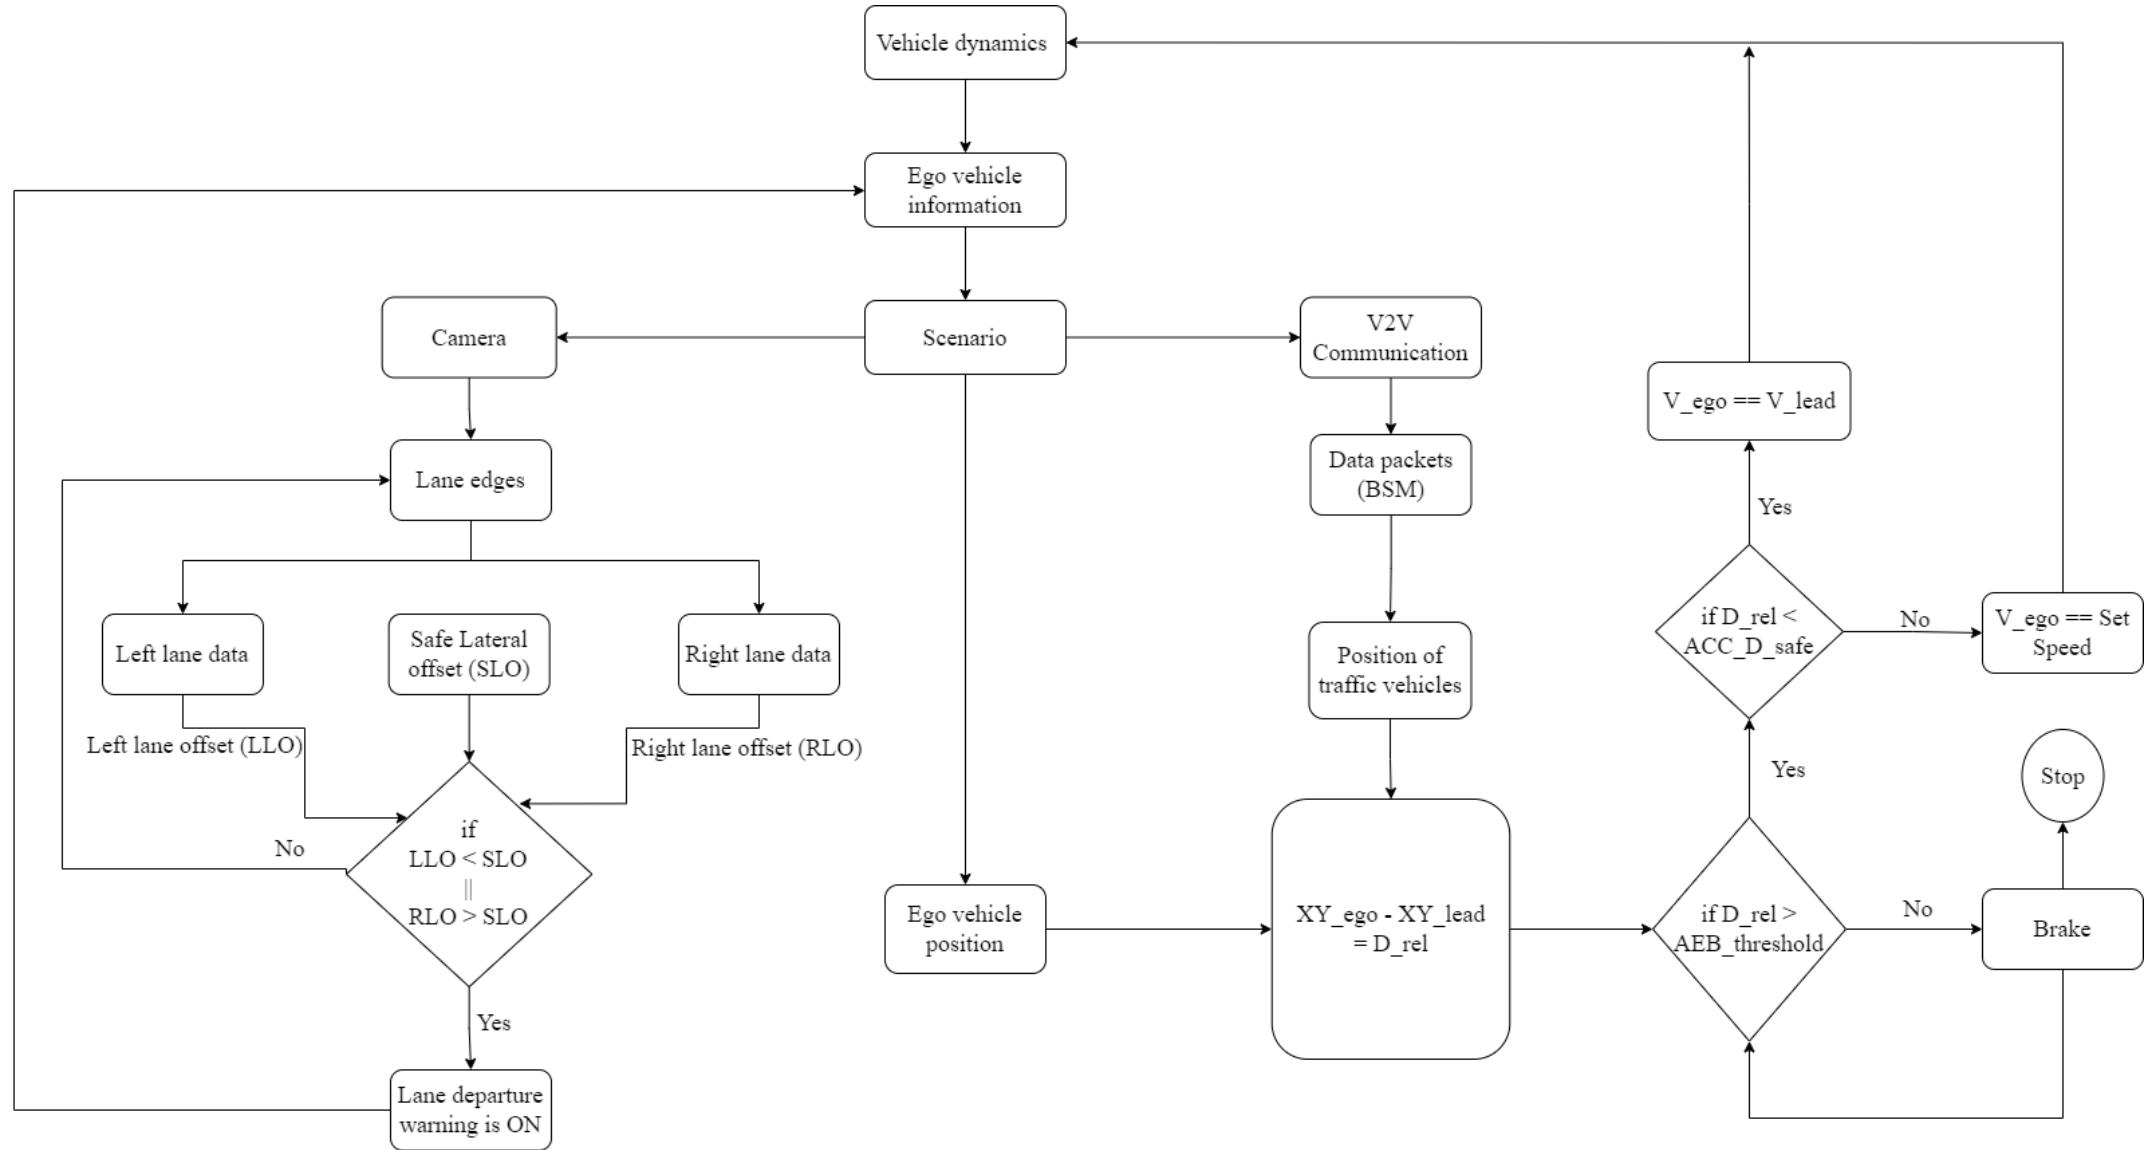 Vehicle dynamics
Ego vehicle
information
Camera
Scenario
V2V
Communication
V_ego == V_lead
Lane edges
Data packets
(BSM)
Yes
Left lane data
Safe Lateral
offset (SLO)
Right lane data
Position of
traffic vehicles
if D_rel <
ACC_D_safe
No
V_ego == Set
Speed
Left lane offset (LLO)
Right lane offset (RLO)
Yes
Stop
No
if
LLO < SLO
||
RLO > SLO
Ego vehicle
position
XY_ego - XY_lead
= D_rel
if D_rel >
AEB_threshold
No
Brake
Yes
Lane departure
warning is ON